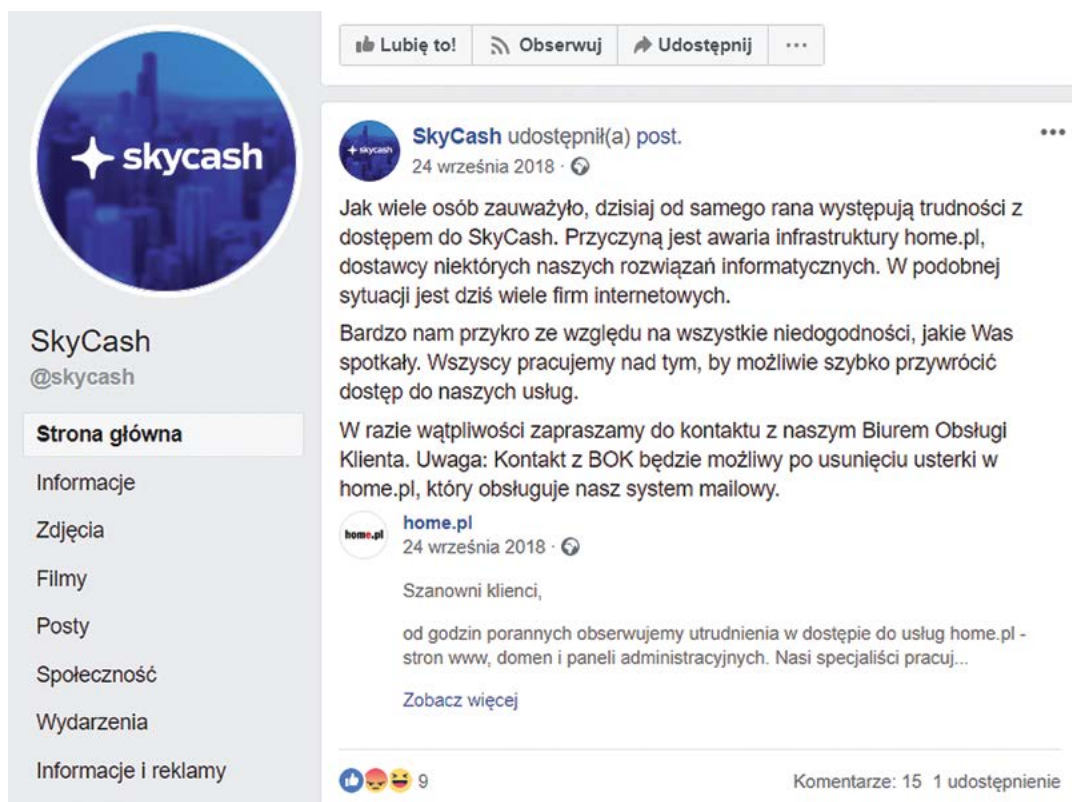 skycash
SkyCash
@skycash
Strona główna
Informacje
Zdjęcia
Filmy
Posty
Społeczność
Wydarzenia
Informacje i reklamy
Lubię to! Obserwuj Udostępnij ...
skycash
SkyCash udostępnił(a) post.
24 września 2018 ·
Jak wiele osób zauważyło, dzisiaj od samego rana występują trudności z
dostępem do SkyCash. Przyczyną jest awaria infrastruktury home.pl,
dostawcy niektórych naszych rozwiązań informatycznych. W podobnej
sytuacji jest dziś wiele firm internetowych.
Bardzo nam przykro ze względu na wszystkie niedogodności, jakie Was
spotkały. Wszyscy pracujemy nad tym, by możliwie szybko przywrócić
dostęp do naszych usług.
W razie wątpliwości zapraszamy do kontaktu z naszym Biurem Obsługi
Klienta. Uwaga: Kontakt z BOK będzie możliwy po usunięciu usterki w
home.pl, który obsługuje nasz system mailowy.
home.pl
home.pl
24 września 2018 ·
Szanowni klienci,
od godzin porannych obserwujemy utrudnienia w dostępie do usług home.pl -
stron www, domen i paneli administracyjnych. Nasi specjaliści pracuj...
Zobacz więcej
9
Komentarze: 15 1 udostępnienie